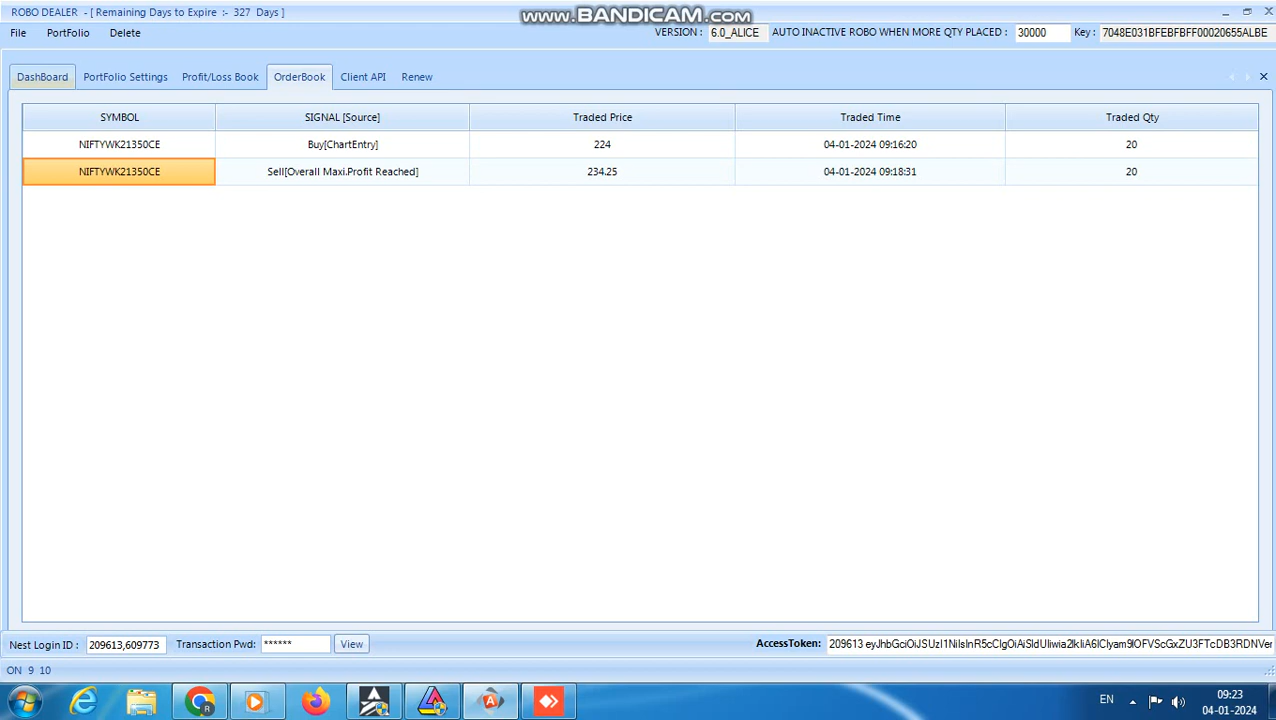 ROBO DEALER - [ Remaining Days to Expire :- 327 Days ]
www.BANDICAM.com
File PortFolio Delete
VERSION : 6.0_ALICE AUTO INACTIVE ROBO WHEN MORE QTY PLACED : 30000 Key : 7048E031BFEBFBFF00020655ALBE
DashBoard PortFolio Settings Profit/Loss Book OrderBook Client API Renew
SYMBOL SIGNAL [Source] Traded Price Traded Time Traded Qty
NIFTYWK21350CE Buy[ChartEntry] 224 04-01-2024 09:16:20 20
NIFTYWK21350CE Sell[Overall Maxi.Profit Reached] 234.25 04-01-2024 09:18:31 20
Nest Login ID : 209613,609773 Transaction Pwd: ****** View AccessToken: 209613
ON 9 10
EN 09:23
04-01-2024